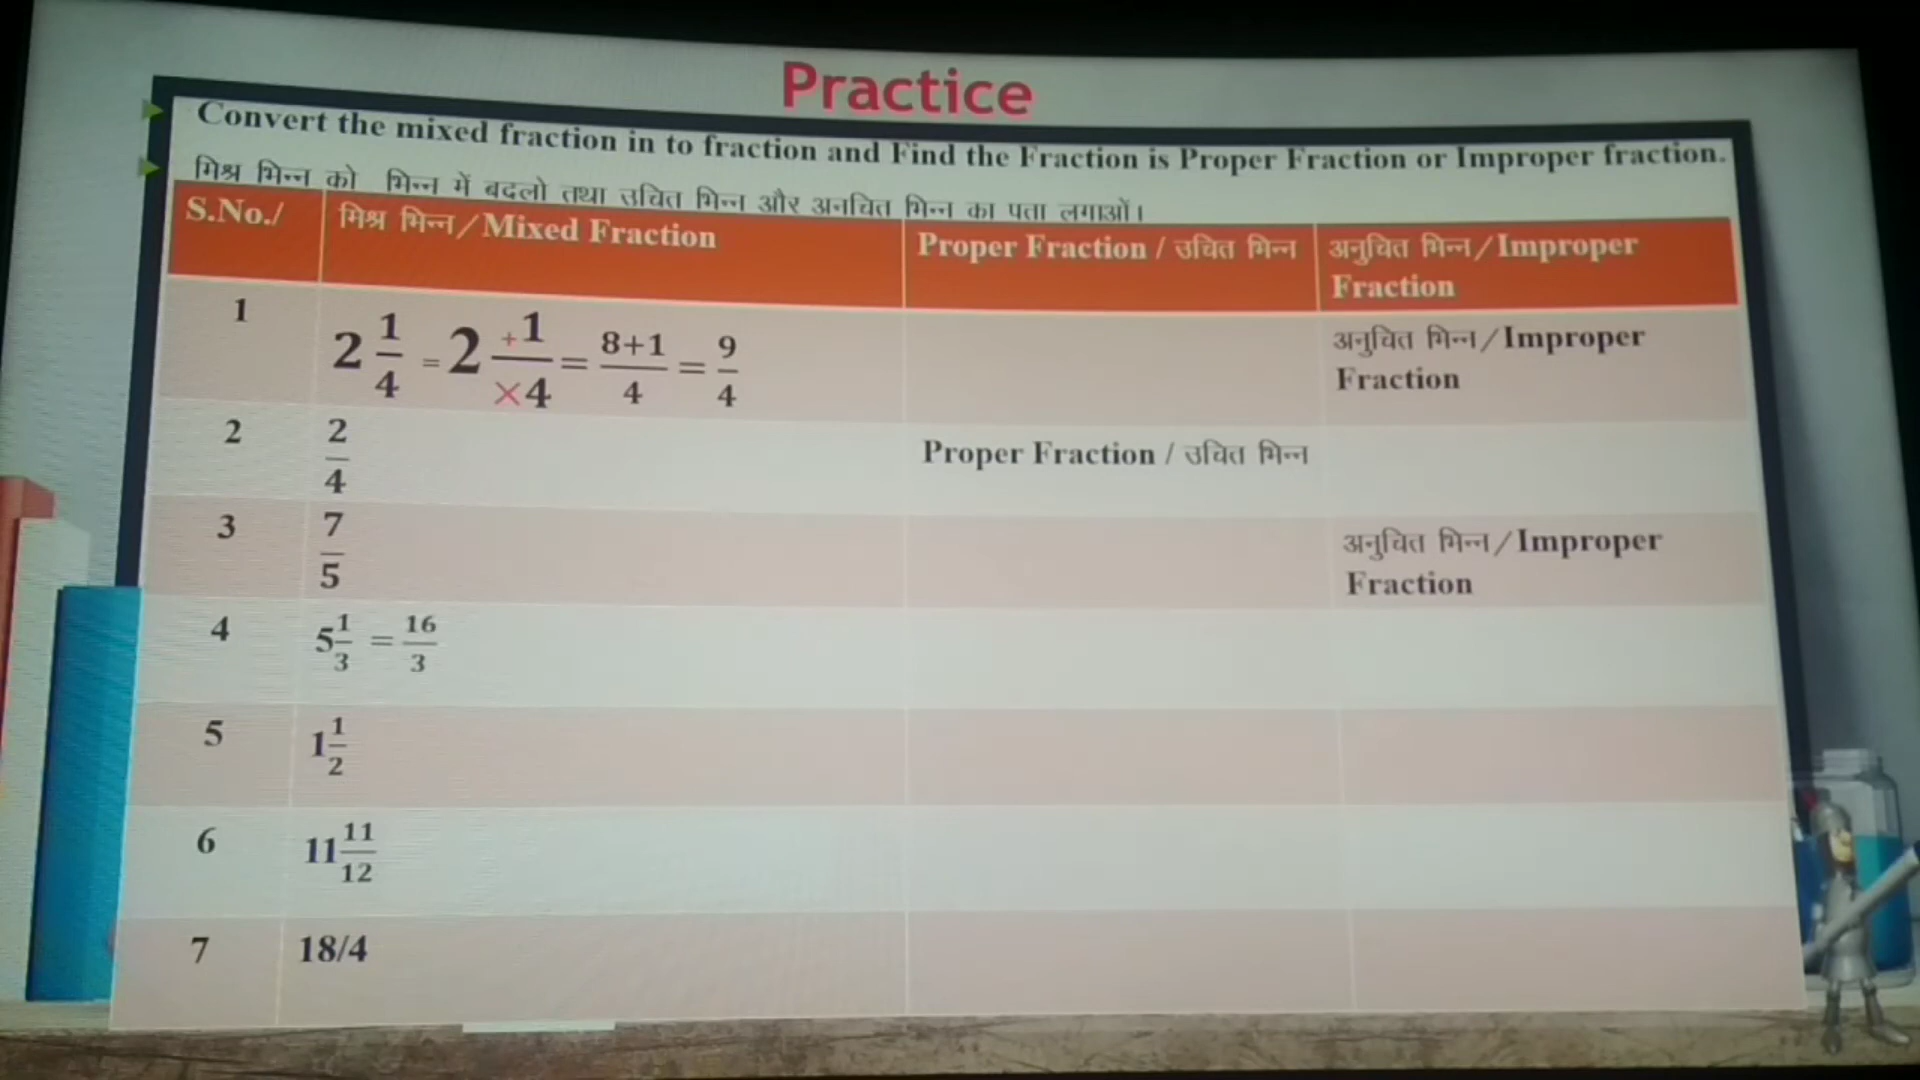 Practice
Convert the mixed fraction in to fraction and Find the Fraction is Proper Fraction or Improper fraction.
मिश्र भिन्न को भिन्न में बदलो तथा उचित भिन्न और अनचित भिन्न का पता लगाओं।
S.No./ मिश्र भिन्न/Mixed Fraction Proper Fraction / उचित भिन्न अनुचित भिन्न/Improper
Fraction
1 2 1/4 = 2 +1/×4 = 8+1/4 = 9/4 अनुचित भिन्न/Improper
Fraction
2 2/4 Proper Fraction / उचित भिन्न
3 7/5 अनुचित भिन्न/Improper
Fraction
4 5 1/3 = 16/3
5 1 1/2
6 11 11/12
7 18/4